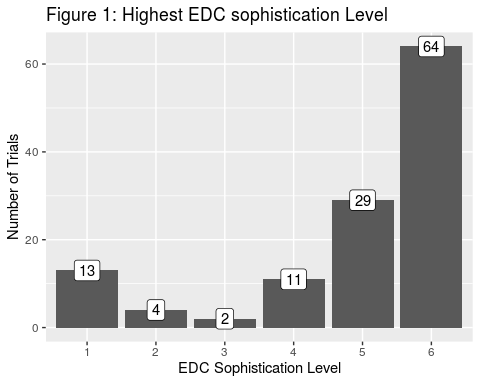 Figure 1: Highest EDC sophistication Level
64
60
Number of Trials
40
29
20
13
11
4
2
0
1 2 3 4 5 6
EDC Sophistication Level